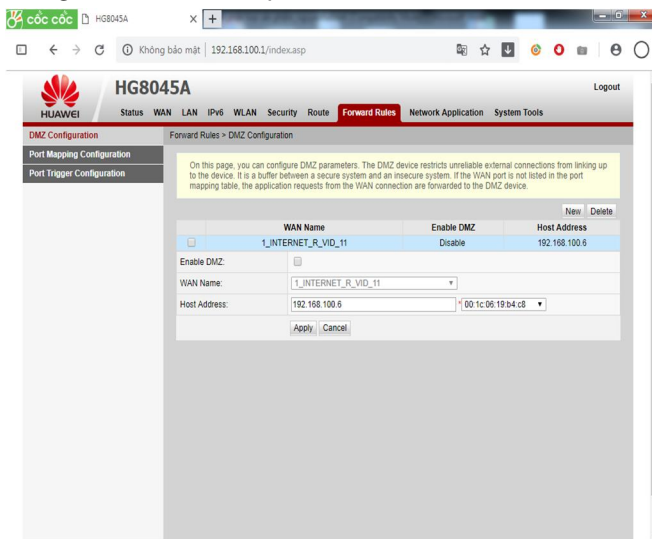 cốc cốc HG8045A
Không bảo mật 192.168.100.1/index.asp
HUAWEI
HG8045A
Logout
Status WAN LAN IPv6 WLAN Security Route Forward Rules Network Application System Tools
DMZ Configuration
Port Mapping Configuration
Port Trigger Configuration
Forward Rules > DMZ Configuration
On this page, you can configure DMZ parameters. The DMZ device restricts unreliable external connections from linking up
to the device. It is a buffer between a secure system and an insecure system. If the WAN port is not listed in the port
mapping table, the application requests from the WAN connection are forwarded to the DMZ device.
New Delete
WAN Name Enable DMZ Host Address
1_INTERNET_R_VID_11 Disable 192.168.100.6
Enable DMZ:
WAN Name: 1_INTERNET_R_VID_11
Host Address: 192.168.100.6 * 00:1c:06:19:b4:c8
Apply Cancel